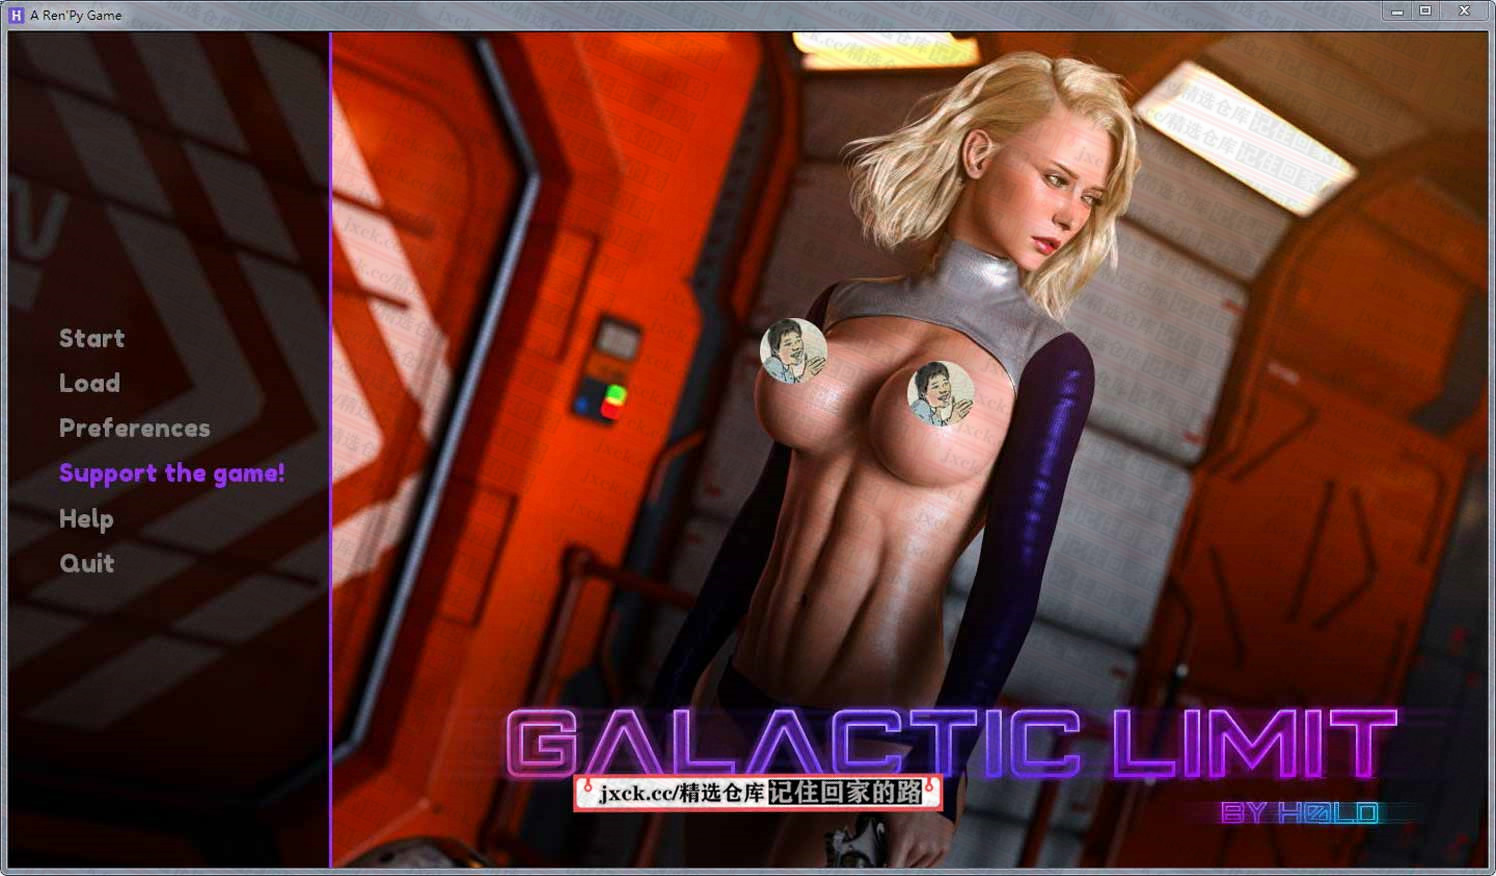 A Ren'Py Game
Start
Load
Preferences
Support the game!
Help
Quit
GALACTIC LIMIT
jxck.cc/精选仓库记住回家的路
BY HØLD